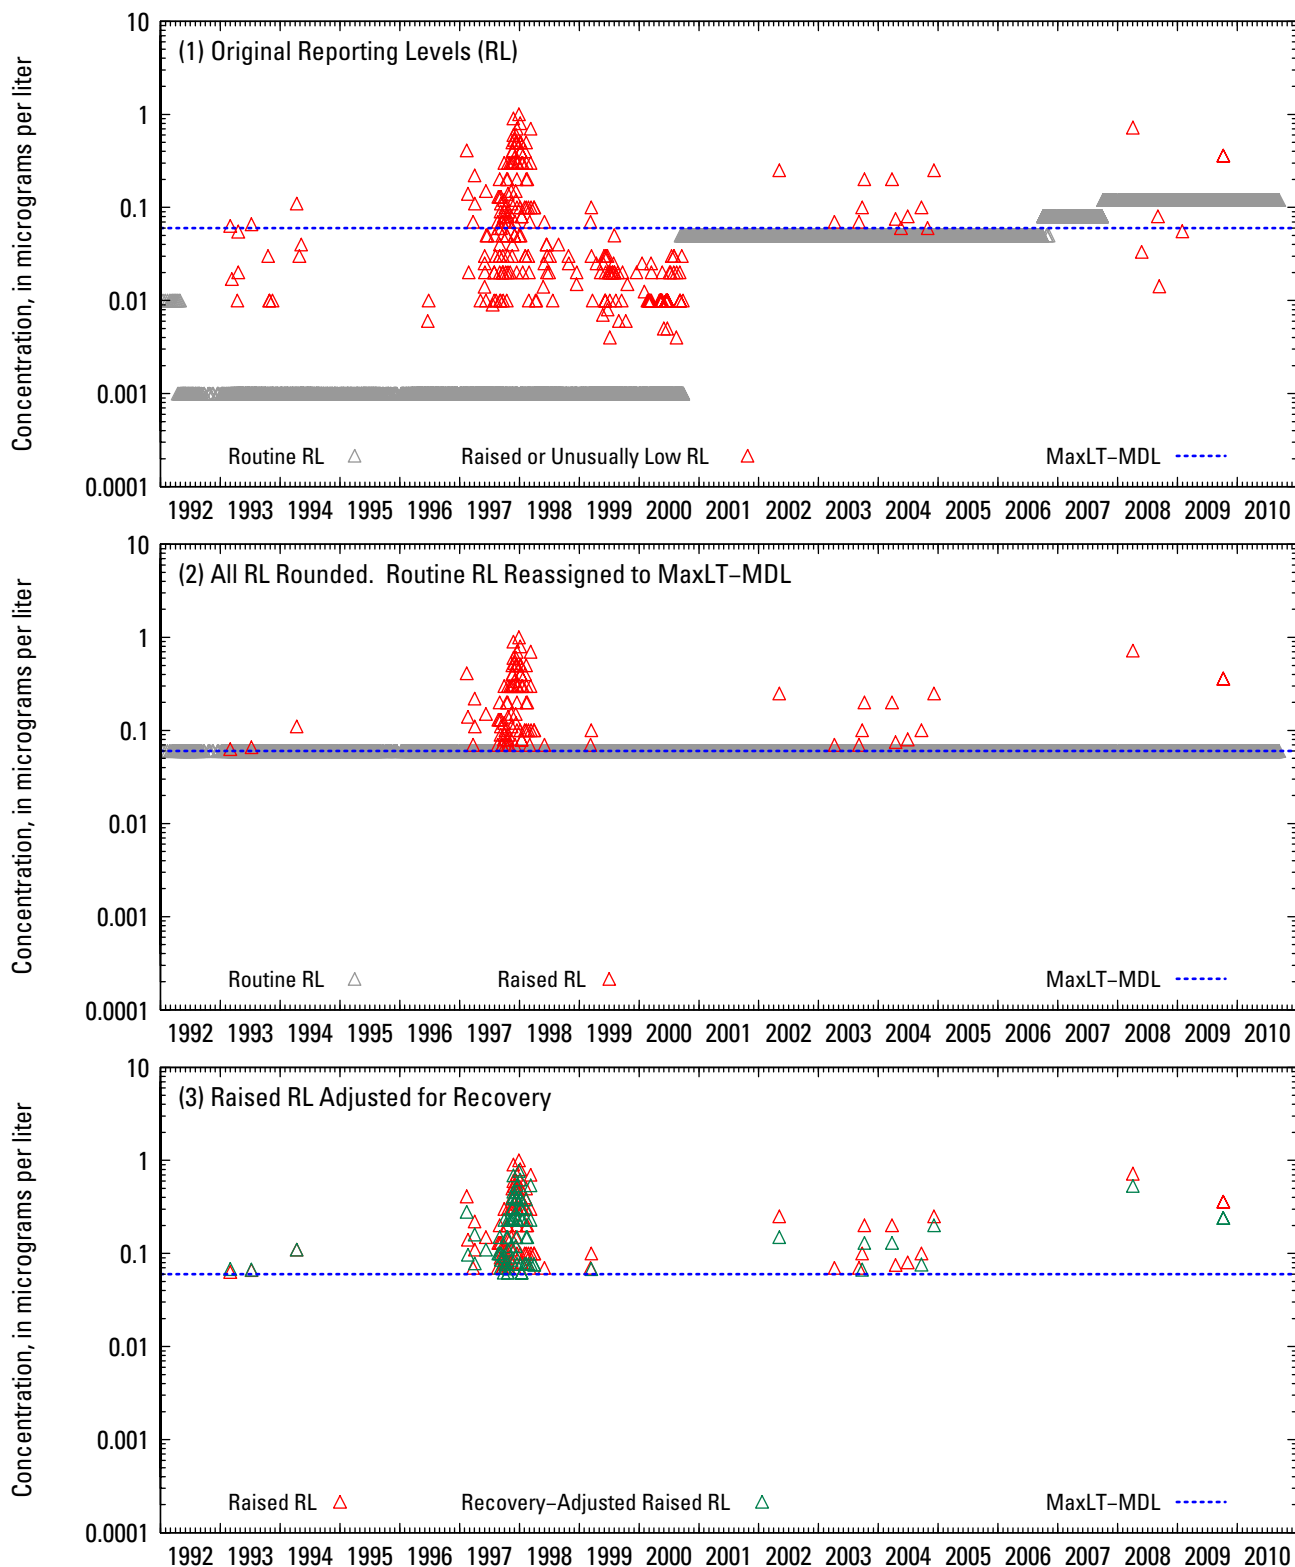 (1) Original Reporting Levels (RL)
Concentration, in micrograms per liter
10
1
0.1
0.01
0.001
0.0001
Routine RL Raised or Unusually Low RL MaxLT–MDL
1992 1993 1994 1995 1996 1997 1998 1999 2000 2001 2002 2003 2004 2005 2006 2007 2008 2009 2010
(2) All RL Rounded. Routine RL Reassigned to MaxLT–MDL
Concentration, in micrograms per liter
10
1
0.1
0.01
0.001
0.0001
Routine RL Raised RL MaxLT–MDL
1992 1993 1994 1995 1996 1997 1998 1999 2000 2001 2002 2003 2004 2005 2006 2007 2008 2009 2010
(3) Raised RL Adjusted for Recovery
Concentration, in micrograms per liter
10
1
0.1
0.01
0.001
0.0001
Raised RL Recovery–Adjusted Raised RL MaxLT–MDL
1992 1993 1994 1995 1996 1997 1998 1999 2000 2001 2002 2003 2004 2005 2006 2007 2008 2009 2010